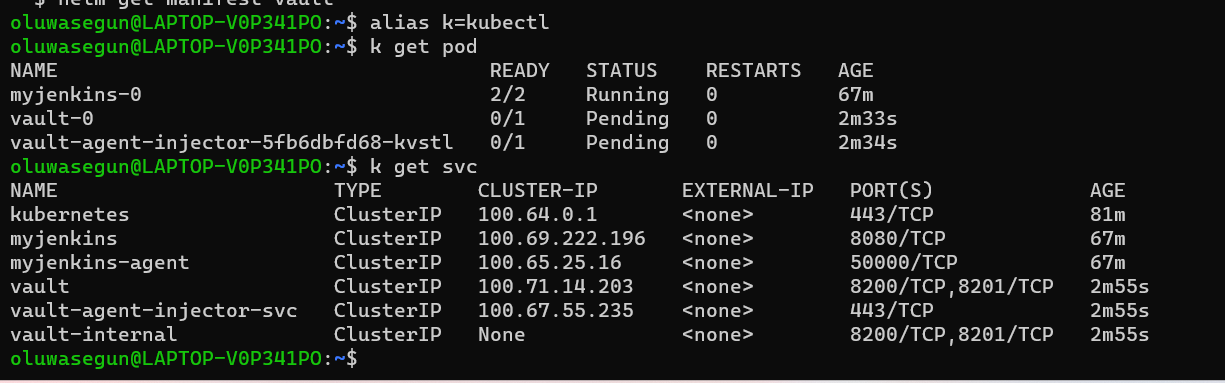 $ helm get manifest vault
oluwasegun@LAPTOP-V0P341PO:~$ alias k=kubectl
oluwasegun@LAPTOP-V0P341PO:~$ k get pod
NAME READY STATUS RESTARTS AGE
myjenkins-0 2/2 Running 0 67m
vault-0 0/1 Pending 0 2m33s
vault-agent-injector-5fb6dbfd68-kvstl 0/1 Pending 0 2m34s
oluwasegun@LAPTOP-V0P341PO:~$ k get svc
NAME TYPE CLUSTER-IP EXTERNAL-IP PORT(S) AGE
kubernetes ClusterIP 100.64.0.1 <none> 443/TCP 81m
myjenkins ClusterIP 100.69.222.196 <none> 8080/TCP 67m
myjenkins-agent ClusterIP 100.65.25.16 <none> 50000/TCP 67m
vault ClusterIP 100.71.14.203 <none> 8200/TCP,8201/TCP 2m55s
vault-agent-injector-svc ClusterIP 100.67.55.235 <none> 443/TCP 2m55s
vault-internal ClusterIP None <none> 8200/TCP,8201/TCP 2m55s
oluwasegun@LAPTOP-V0P341PO:~$